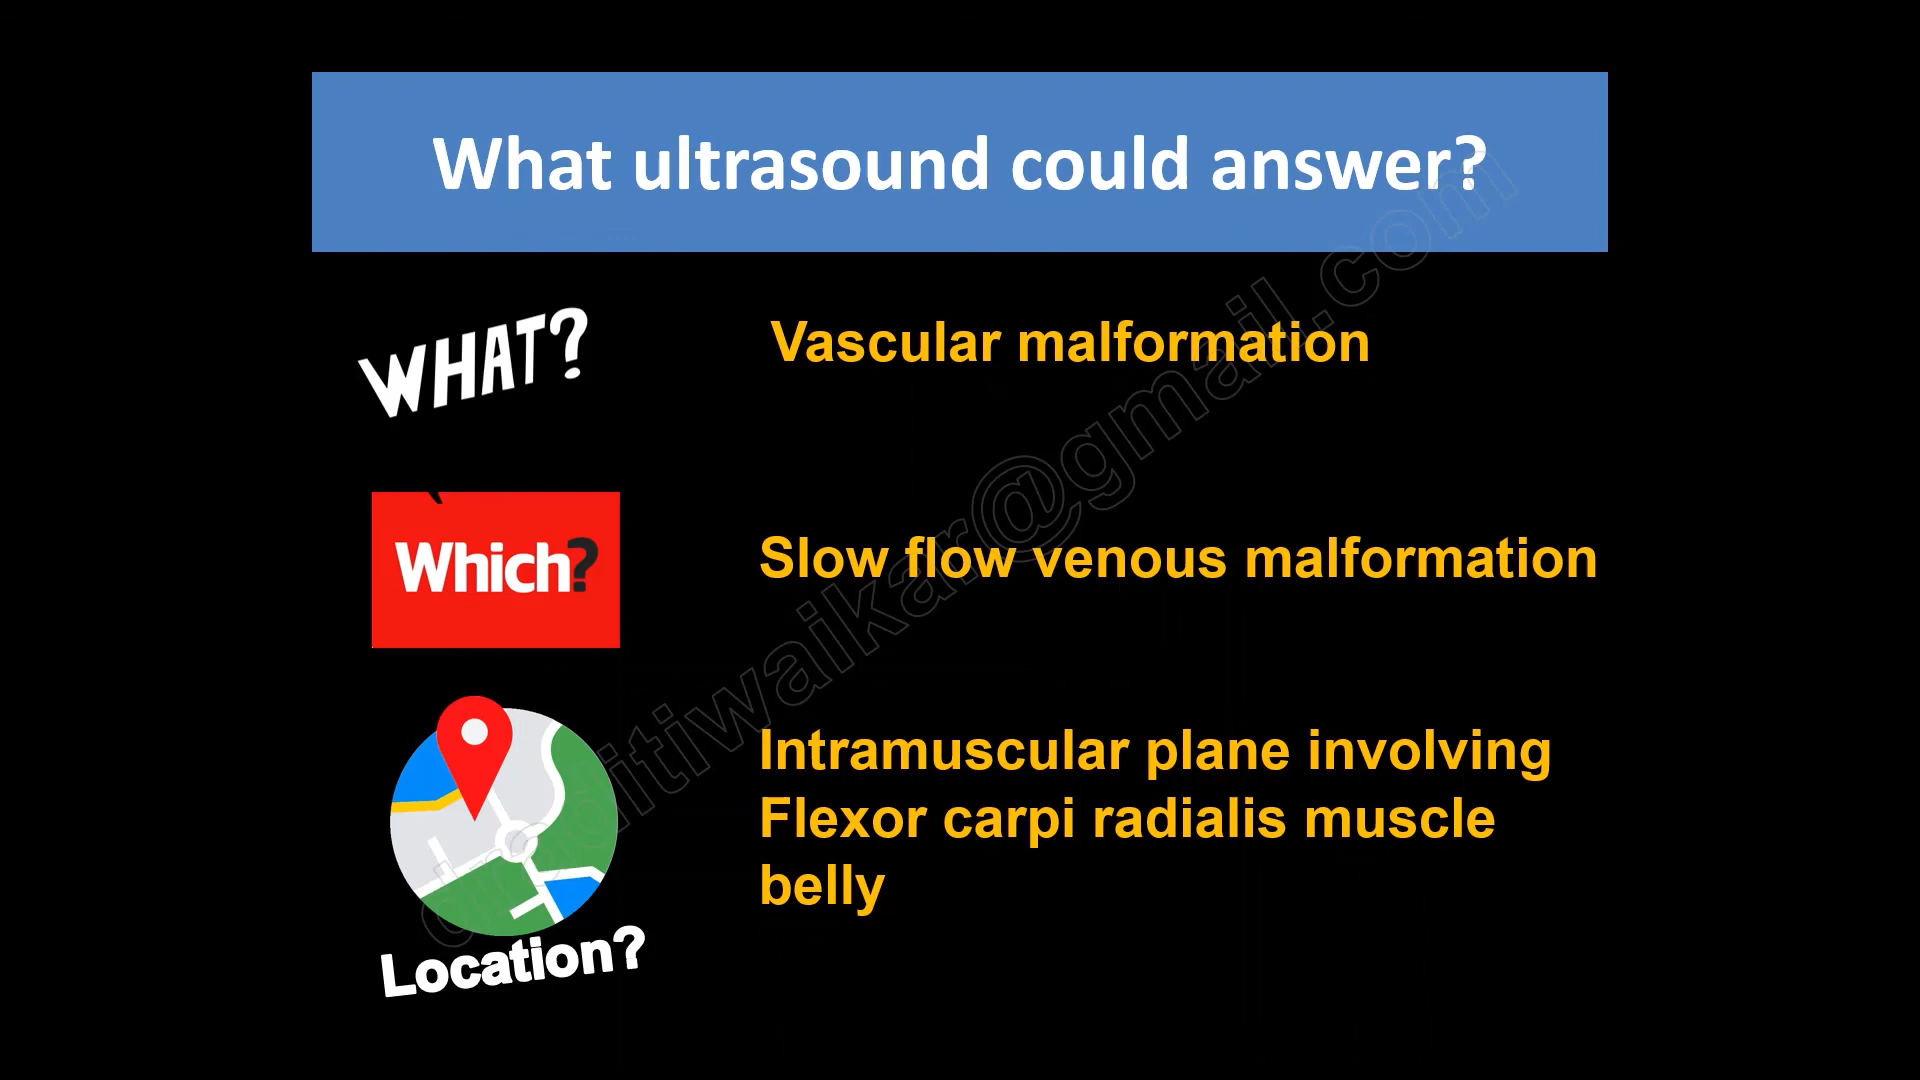 What ultrasound could answer?
WHAT?
Vascular malformation
Which?
Slow flow venous malformation
Intramuscular plane involving
Flexor carpi radialis muscle
belly
Location?